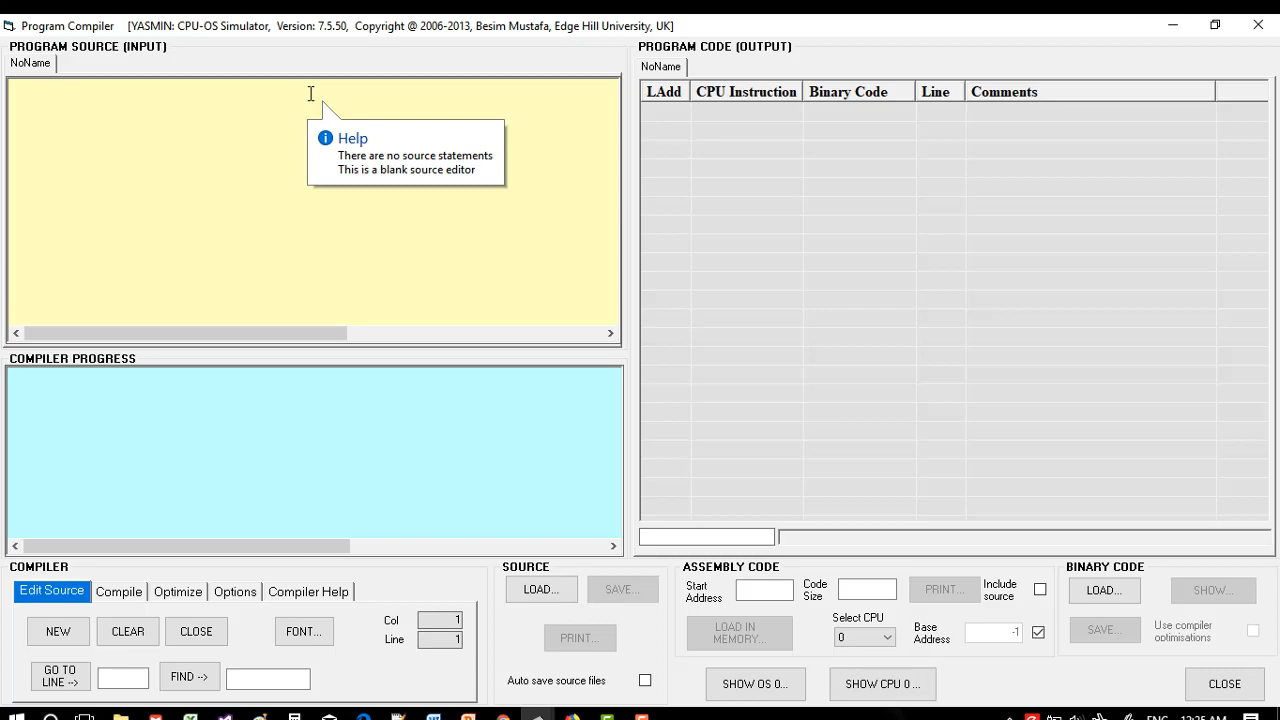 Program Compiler [YASMIN: CPU-OS Simulator, Version: 7.5.50, Copyright @ 2006-2013, Besim Mustafa, Edge Hill University, UK]
PROGRAM SOURCE (INPUT)
NoName
Help
There are no source statements
This is a blank source editor
PROGRAM CODE (OUTPUT)
NoName
LAdd CPU Instruction Binary Code Line Comments
COMPILER PROGRESS
COMPILER
Edit Source Compile Optimize Options Compiler Help
NEW CLEAR CLOSE FONT... Col 1
Line 1
GO TO LINE --> FIND -->
SOURCE
LOAD... SAVE...
PRINT...
Auto save source files
ASSEMBLY CODE
Start Address Code Size PRINT... Include source
LOAD IN MEMORY... Select CPU 0 Base Address -1
SHOW OS 0... SHOW CPU 0...
BINARY CODE
LOAD... SHOW...
SAVE... Use compiler optimisations
CLOSE